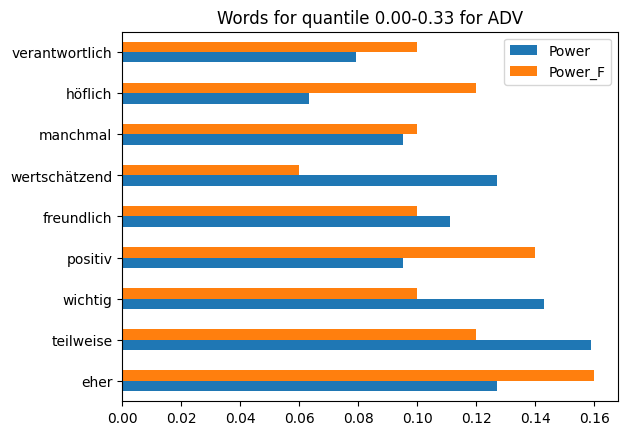 Words for quantile 0.00-0.33 for ADV
Power
Power_F
verantwortlich
höflich
manchmal
wertschätzend
freundlich
positiv
wichtig
teilweise
eher
0.00 0.02 0.04 0.06 0.08 0.10 0.12 0.14 0.16